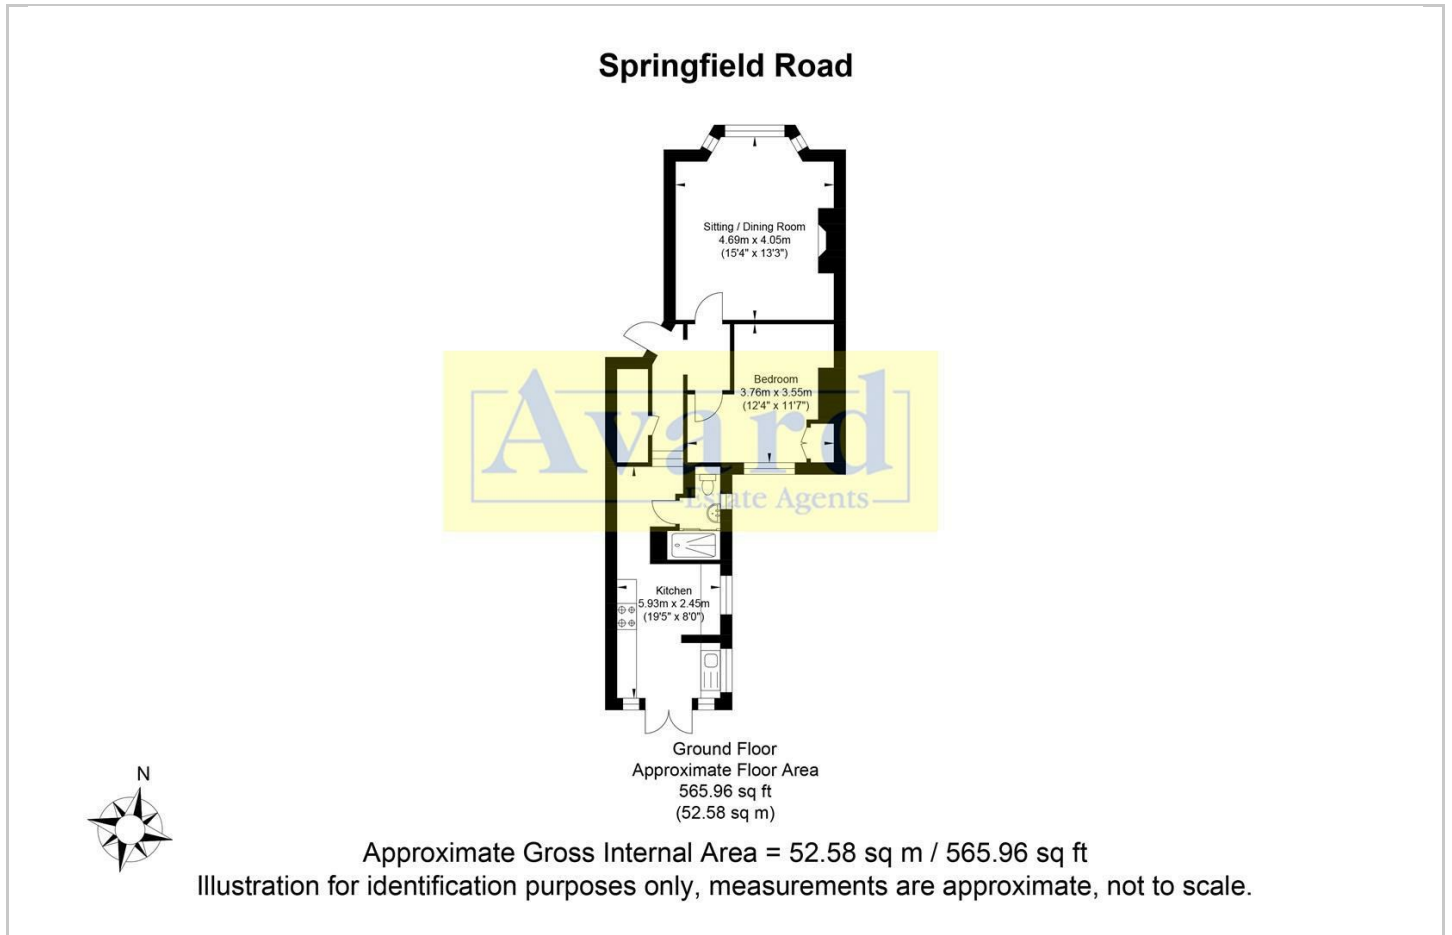 Springfield Road
Sitting / Dining Room
4.69m x 4.05m
(15'4" x 13'3")
Bedroom
3.76m x 3.55m
(12'4" x 11'7")
Avard
Estate Agents
Kitchen
5.93m x 2.45m
(19'5" x 8'0")
Ground Floor
Approximate Floor Area
565.96 sq ft
(52.58 sq m)
N
Approximate Gross Internal Area = 52.58 sq m / 565.96 sq ft
Illustration for identification purposes only, measurements are approximate, not to scale.